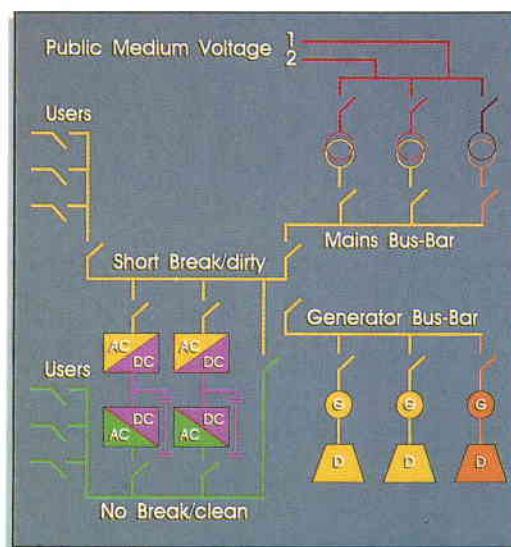 Public Medium Voltage 1
2
Users
Mains Bus-Bar
Short Break/dirty
Generator Bus-Bar
AC DC AC DC
Users
G G G
DC AC DC AC
D D D
No Break/clean